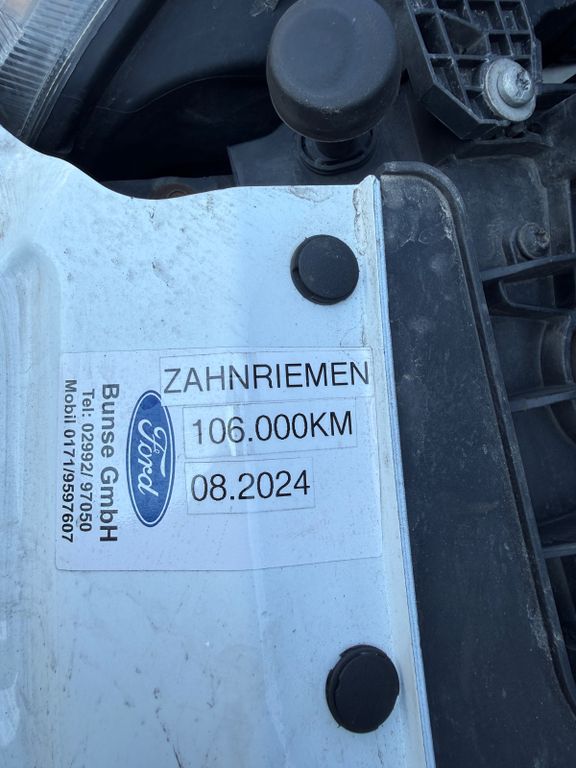 ZAHNRIEMEN
106.000KM
08.2024
Ford
Bunse GmbH
Tel: 02992/ 97050
Mobil 0171/9597607